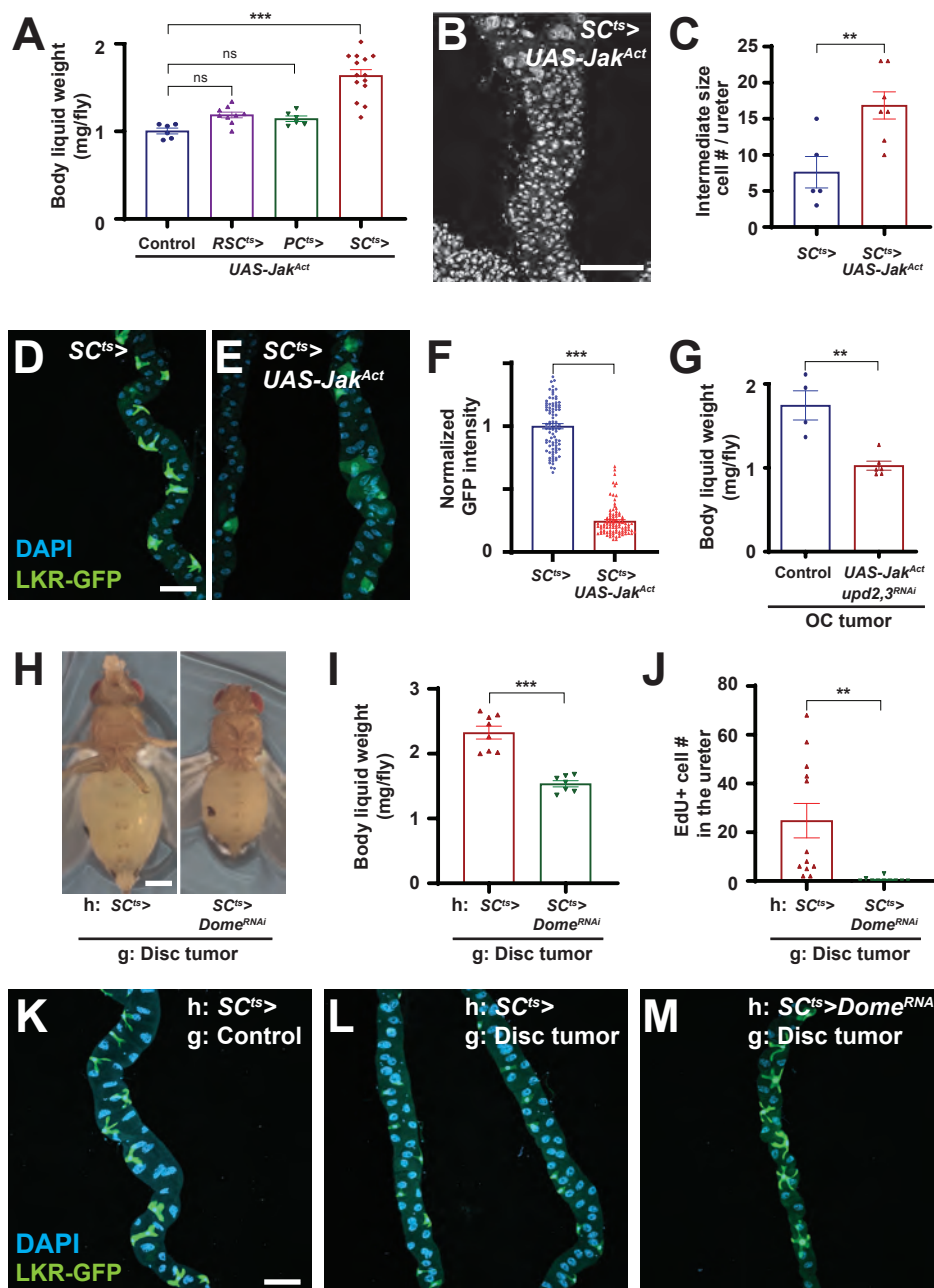 A
Body liquid weight
(mg/fly)
2
1
0
***
ns
ns
Control
RSCᵗˢ>
PCᵗˢ>
SCᵗˢ>
UAS-Jakᴬᶜᵗ
B
SCᵗˢ>
UAS-Jakᴬᶜᵗ
C
Intermediate size
cell # / ureter
25
20
15
10
5
0
**
SCᵗˢ>
SCᵗˢ>
UAS-Jakᴬᶜᵗ
D
SCᵗˢ>
DAPI
LKR-GFP
E
SCᵗˢ>
UAS-Jakᴬᶜᵗ
F
Normalized
GFP intensity
1
0
***
SCᵗˢ>
SCᵗˢ>
UAS-Jakᴬᶜᵗ
G
Body liquid weight
(mg/fly)
2
1
0
**
Control
UAS-Jakᴬᶜᵗ
upd2,3ᴿᴺᴬⁱ
OC tumor
H
h: SCᵗˢ>
SCᵗˢ>
Domeᴿᴺᴬⁱ
g: Disc tumor
I
Body liquid weight
(mg/fly)
3
2
1
0
***
h: SCᵗˢ>
SCᵗˢ>
Domeᴿᴺᴬⁱ
g: Disc tumor
J
EdU+ cell #
in the ureter
80
60
40
20
0
**
h: SCᵗˢ>
SCᵗˢ>
Domeᴿᴺᴬⁱ
g: Disc tumor
K
h: SCᵗˢ>
g: Control
DAPI
LKR-GFP
L
h: SCᵗˢ>
g: Disc tumor
M
h: SCᵗˢ>Domeᴿᴺᴬ
g: Disc tumor